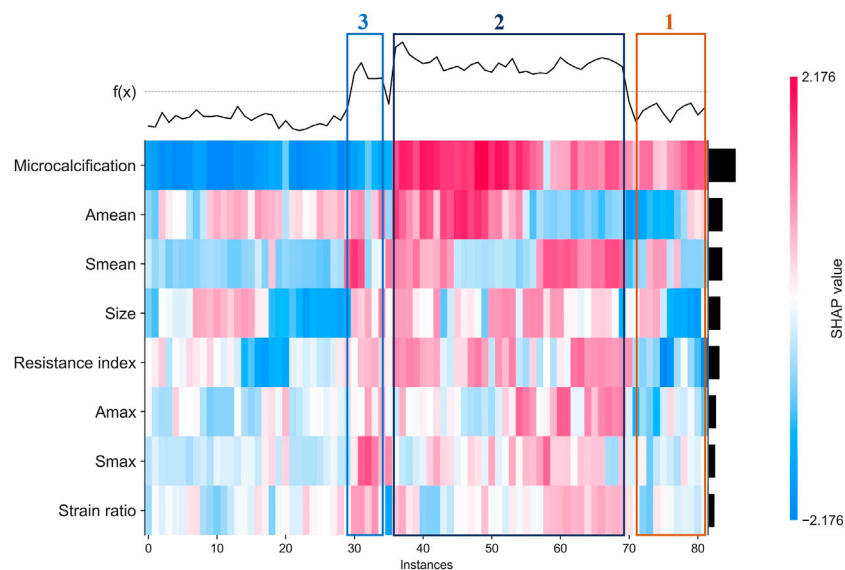 3
2
1
f(x)
2.176
Microcalcification
Amean
Smean
Size
Resistance index
Amax
Smax
Strain ratio
SHAP value
−2.176
0 10 20 30 40 50 60 70 80
Instances